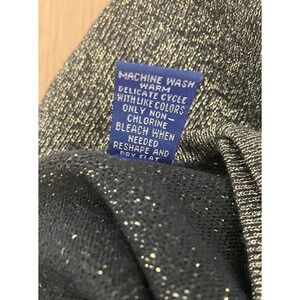 MACHINE WASH
WARM
DELICATE CYCLE
WITH LIKE COLORS
ONLY NON-
CHLORINE
BLEACH WHEN
NEEDED
RESHAPE AND
DRY FLAT